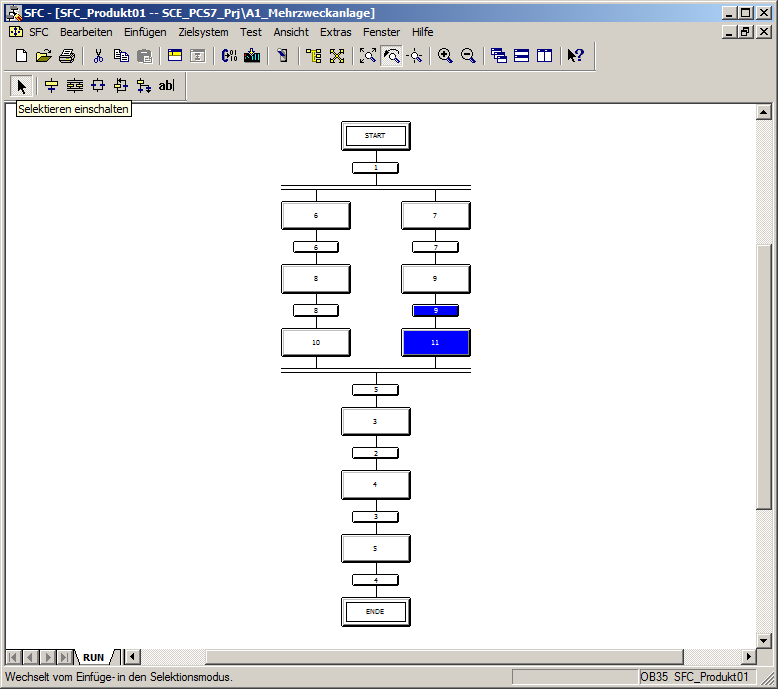 SFC - [SFC_Produkt01 -- SCE_PCS7_Prj\A1_Mehrzweckanlage]
SFC Bearbeiten Einfügen Zielsystem Test Ansicht Extras Fenster Hilfe
abl
Selektieren einschalten
START
1
6 7
6 7
8 9
8 9
10 11
5
3
2
4
3
5
4
ENDE
RUN
Wechselt vom Einfüge- in den Selektionsmodus. OB35 SFC_Produkt01